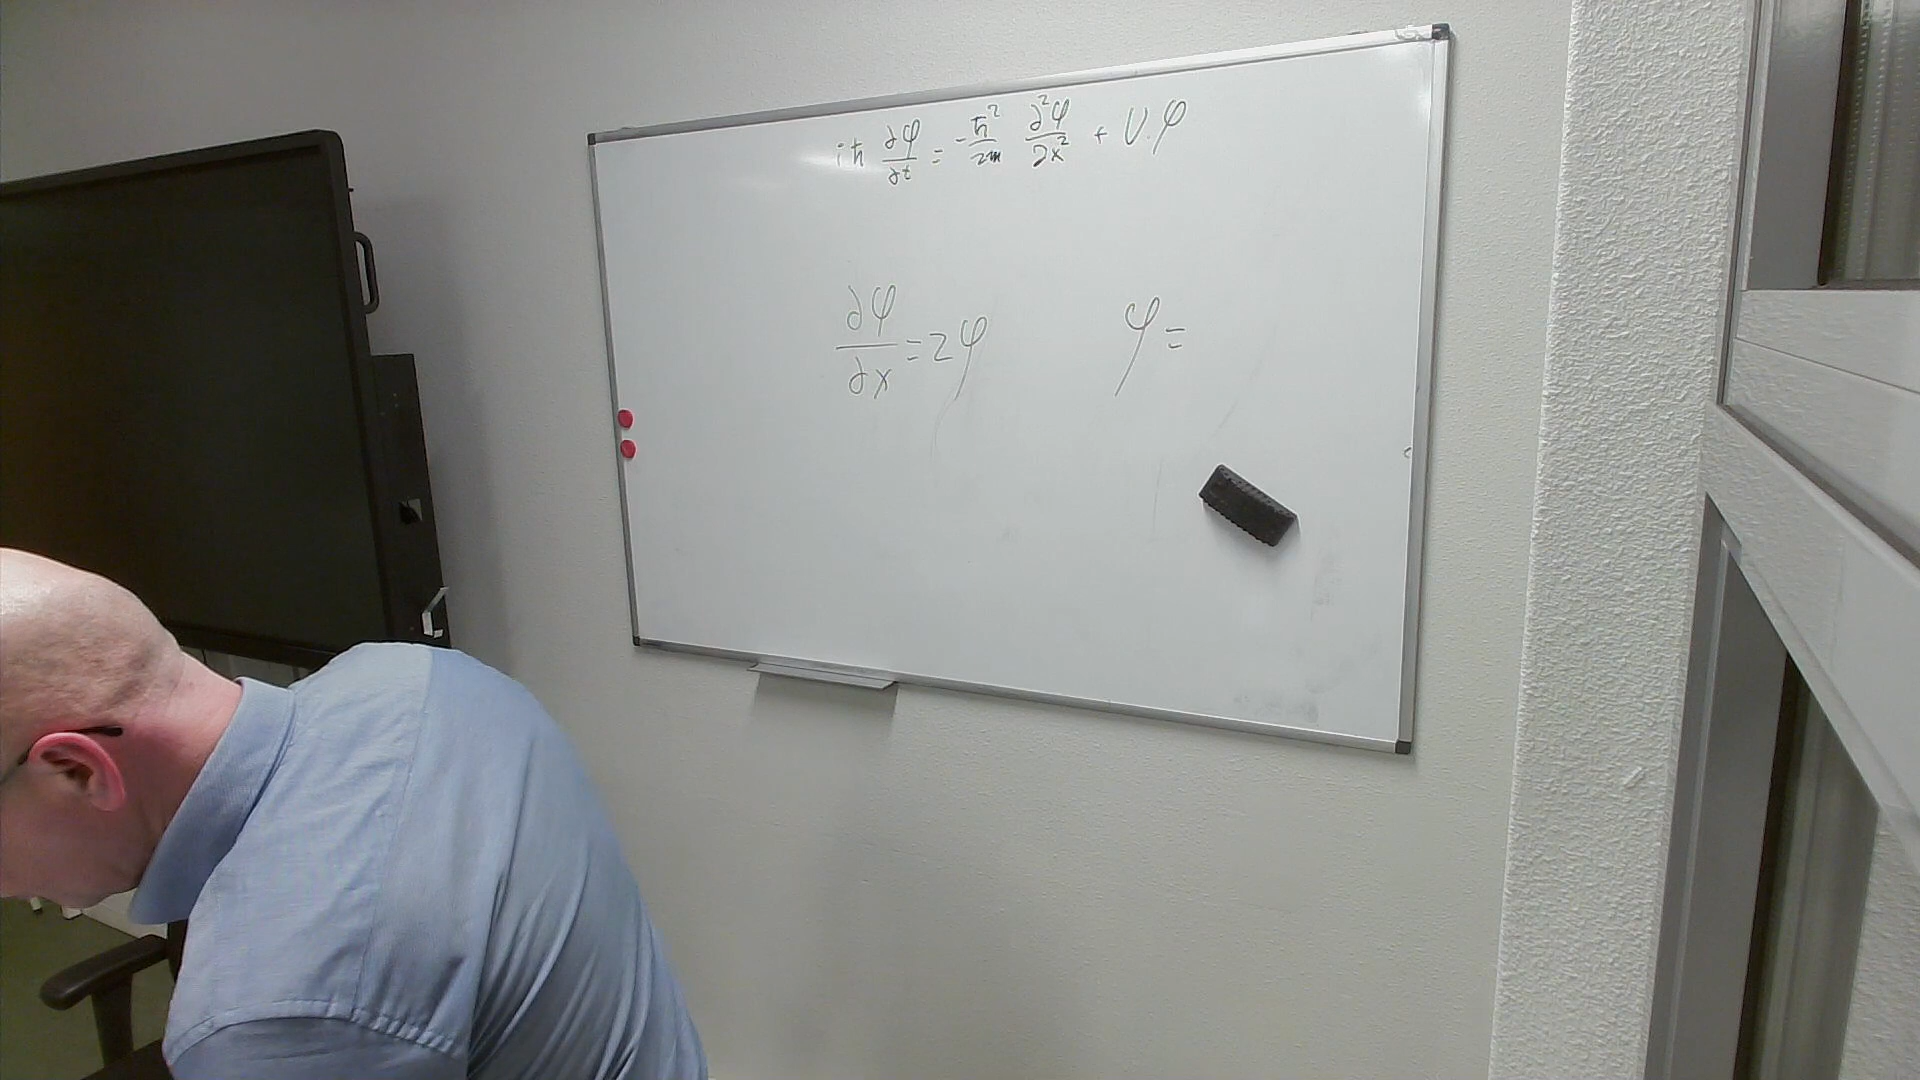 iħ ∂φ/∂t = -ħ²/2m ∂²φ/∂x² + U.φ
∂φ/∂x = 2φ φ =